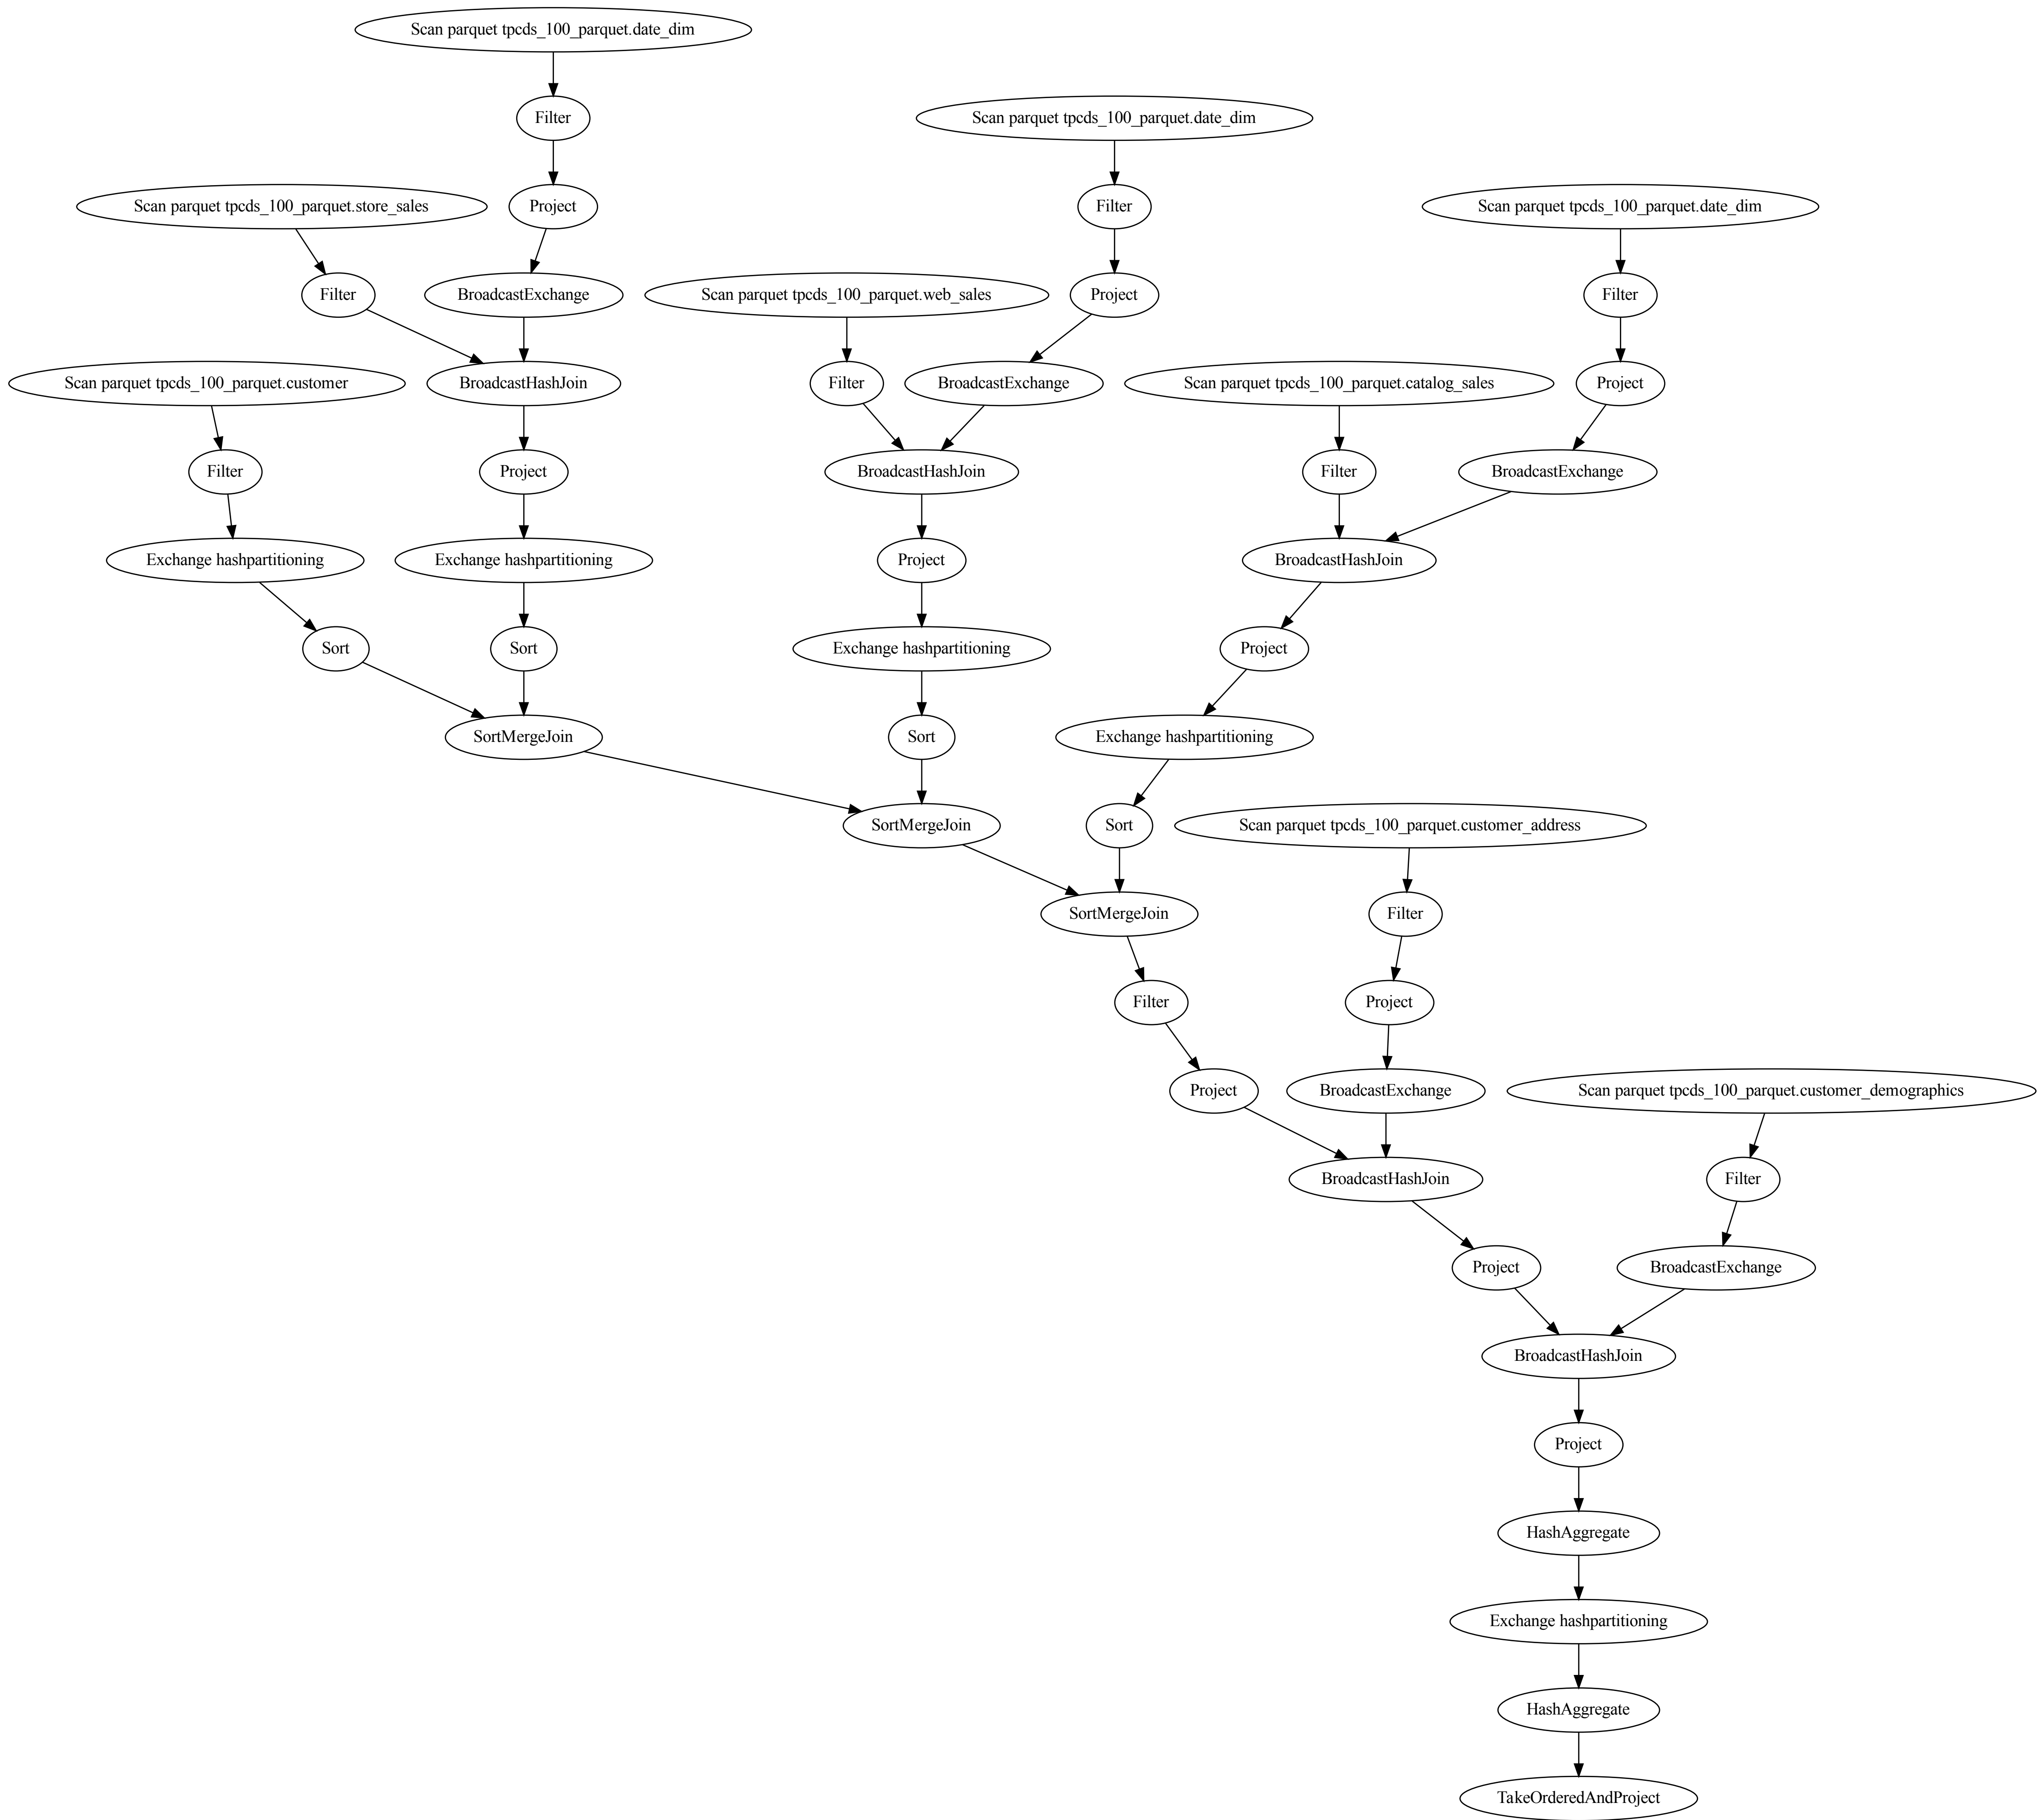 Scan parquet tpcds_100_parquet.date_dim
Filter
Scan parquet tpcds_100_parquet.date_dim
Scan parquet tpcds_100_parquet.store_sales
Project
Filter
Scan parquet tpcds_100_parquet.date_dim
Filter
BroadcastExchange
Scan parquet tpcds_100_parquet.web_sales
Project
Filter
Scan parquet tpcds_100_parquet.customer
BroadcastHashJoin
Filter
BroadcastExchange
Scan parquet tpcds_100_parquet.catalog_sales
Project
Filter
Project
BroadcastHashJoin
Filter
BroadcastExchange
Exchange hashpartitioning
Exchange hashpartitioning
Project
BroadcastHashJoin
Sort
Sort
Exchange hashpartitioning
Project
SortMergeJoin
Sort
Exchange hashpartitioning
SortMergeJoin
Sort
Scan parquet tpcds_100_parquet.customer_address
SortMergeJoin
Filter
Filter
Project
Project
BroadcastExchange
Scan parquet tpcds_100_parquet.customer_demographics
BroadcastHashJoin
Filter
Project
BroadcastExchange
BroadcastHashJoin
Project
HashAggregate
Exchange hashpartitioning
HashAggregate
TakeOrderedAndProject